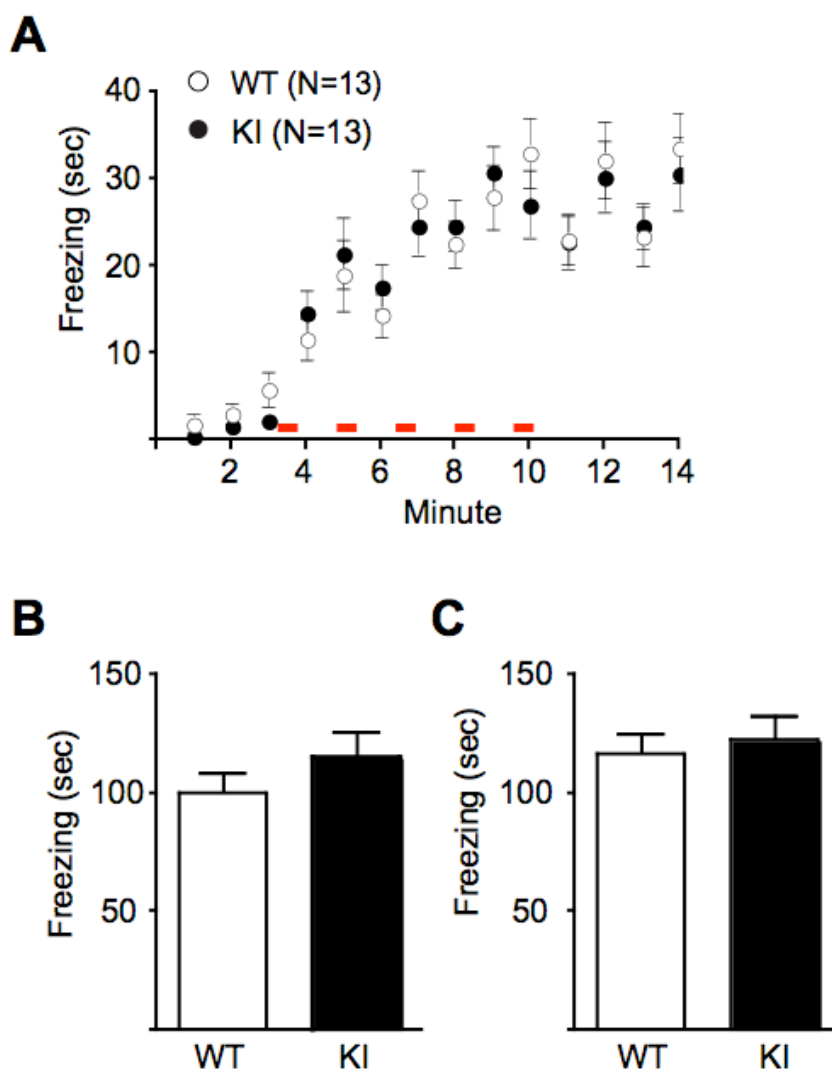 A
WT (N=13)
KI (N=13)
Freezing (sec)
40
30
20
10
2 4 6 8 10 12 14
Minute
B
Freezing (sec)
150
100
50
WT KI
C
Freezing (sec)
150
100
50
WT KI